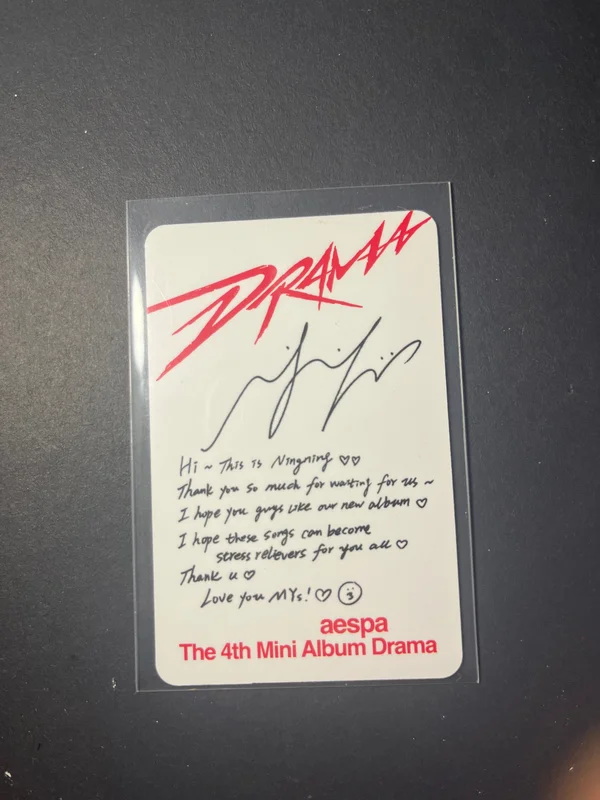 DRAMA
Hi ~ This is Ningning ♡♡
Thank you so much for waiting for us ~
I hope you guys like our new album ♡
I hope these songs can become
stress relievers for you all ♡
Thank u ♡
Love you MYs! ♡ ☺
aespa
The 4th Mini Album Drama